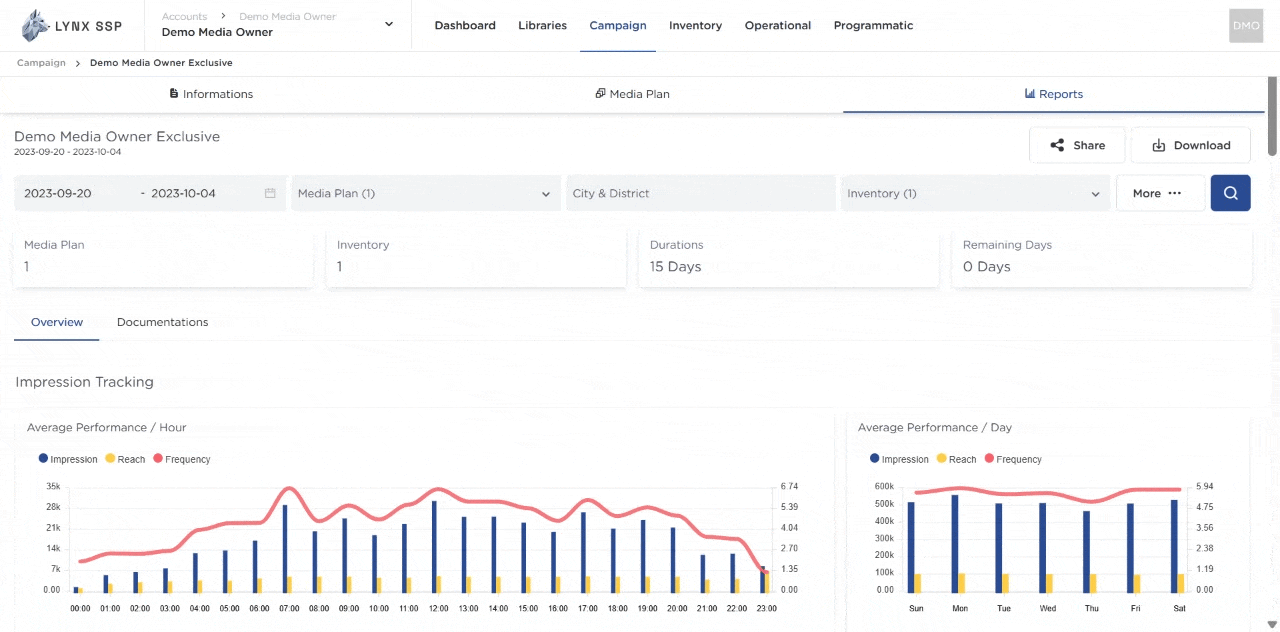 LYNX SSP
Accounts > Demo Media Owner
Demo Media Owner
Dashboard Libraries Campaign Inventory Operational Programmatic
DMO
Campaign > Demo Media Owner Exclusive
Informations Media Plan Reports
Demo Media Owner Exclusive
2023-09-20 - 2023-10-04
Share Download
2023-09-20 - 2023-10-04 Media Plan (1) City & District Inventory (1) More ···
Media Plan Inventory Durations Remaining Days
1 1 15 Days 0 Days
Overview Documentations
Impression Tracking
Average Performance / Hour
Impression Reach Frequency
35k 6.74
28k 5.39
21k 4.04
14k 2.70
7k 1.35
0.00 0.00
00:00 01:00 02:00 03:00 04:00 05:00 06:00 07:00 08:00 09:00 10:00 11:00 12:00 13:00 14:00 15:00 16:00 17:00 18:00 19:00 20:00 21:00 22:00 23:00
Average Performance / Day
Impression Reach Frequency
600k 5.94
500k 4.75
400k 3.56
300k 2.38
200k 1.19
100k 0.00
0.00
Sun Mon Tue Wed Thu Fri Sat